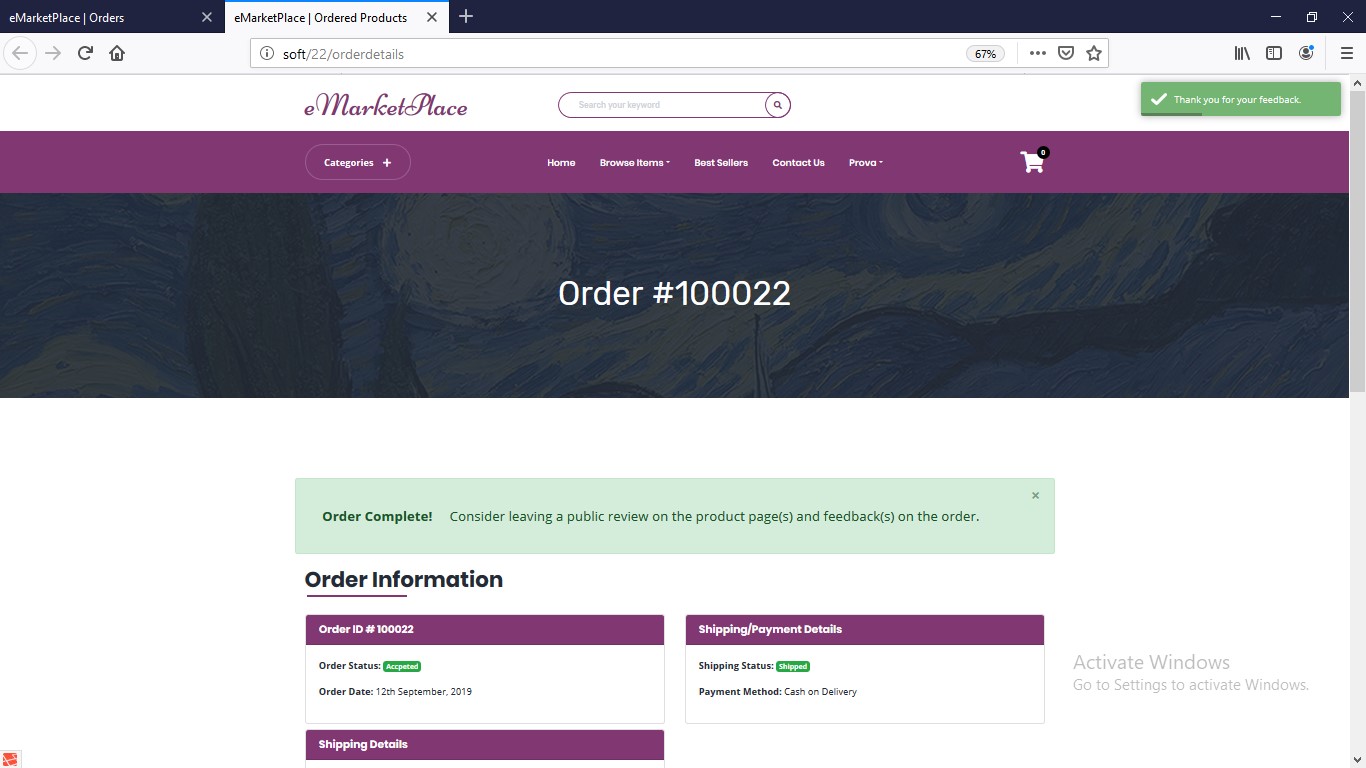 eMarketPlace | Orders
eMarketPlace | Ordered Products
soft/22/orderdetails
67%
eMarketPlace
Search your keyword
Thank you for your feedback.
Categories +
Home
Browse Items
Best Sellers
Contact Us
Prova
0
Order #100022
Order Complete! Consider leaving a public review on the product page(s) and feedback(s) on the order.
×
Order Information
Order ID # 100022
Order Status: Accpeted
Order Date: 12th September, 2019
Shipping/Payment Details
Shipping Status: Shipped
Payment Method: Cash on Delivery
Shipping Details
Activate Windows
Go to Settings to activate Windows.